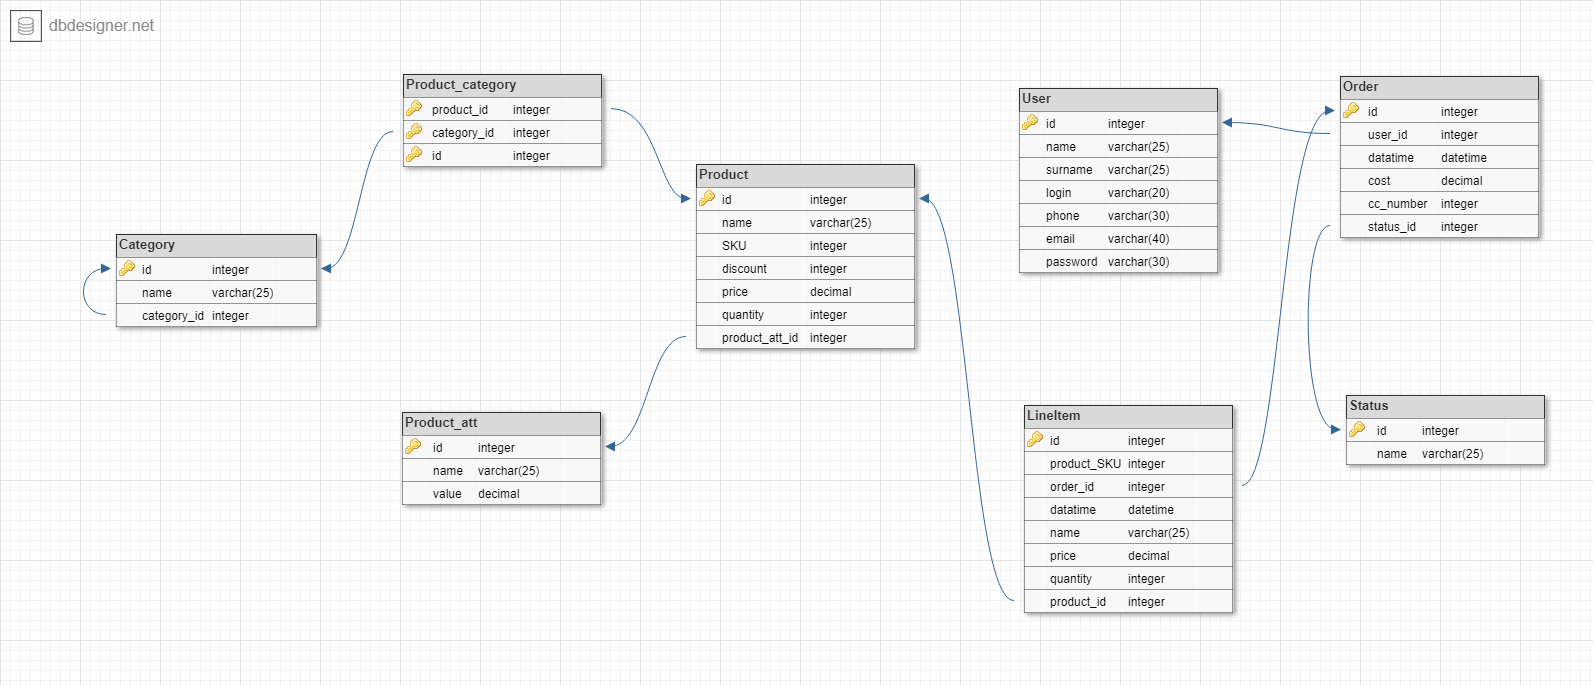 dbdesigner.net
Product_category
product_id integer
category_id integer
id integer
Category
id integer
name varchar(25)
category_id integer
Product
id integer
name varchar(25)
SKU integer
discount integer
price decimal
quantity integer
product_att_id integer
Product_att
id integer
name varchar(25)
value decimal
User
id integer
name varchar(25)
surname varchar(25)
login varchar(20)
phone varchar(30)
email varchar(40)
password varchar(30)
Order
id integer
user_id integer
datatime datetime
cost decimal
cc_number integer
status_id integer
LineItem
id integer
product_SKU integer
order_id integer
datatime datetime
name varchar(25)
price decimal
quantity integer
product_id integer
Status
id integer
name varchar(25)